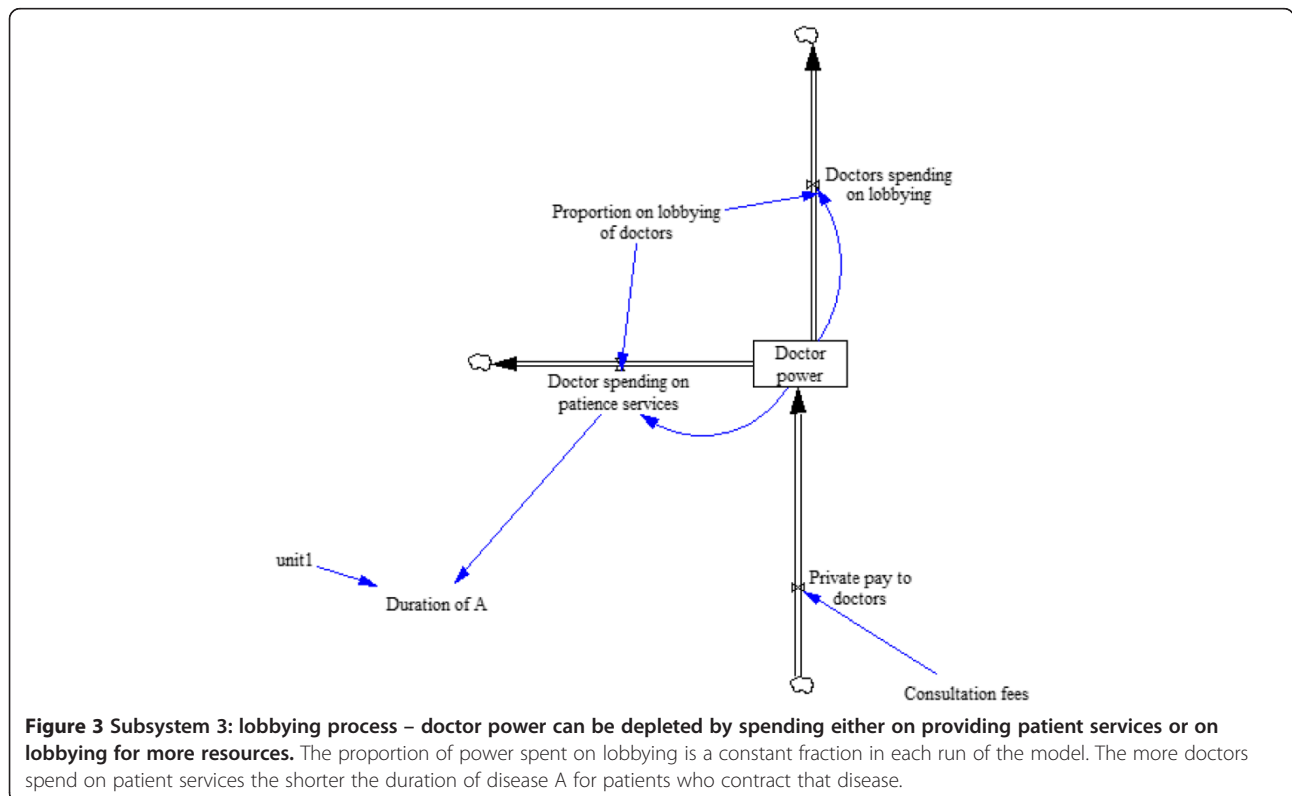 Doctors spending
on lobbying
Proportion on lobbying
of doctors
Doctor
power
Doctor spending on
patience services
unit1
Duration of A
Private pay to
doctors
Consultation fees
Figure 3 Subsystem 3: lobbying process – doctor power can be depleted by spending either on providing patient services or on
lobbying for more resources. The proportion of power spent on lobbying is a constant fraction in each run of the model. The more doctors
spend on patient services the shorter the duration of disease A for patients who contract that disease.